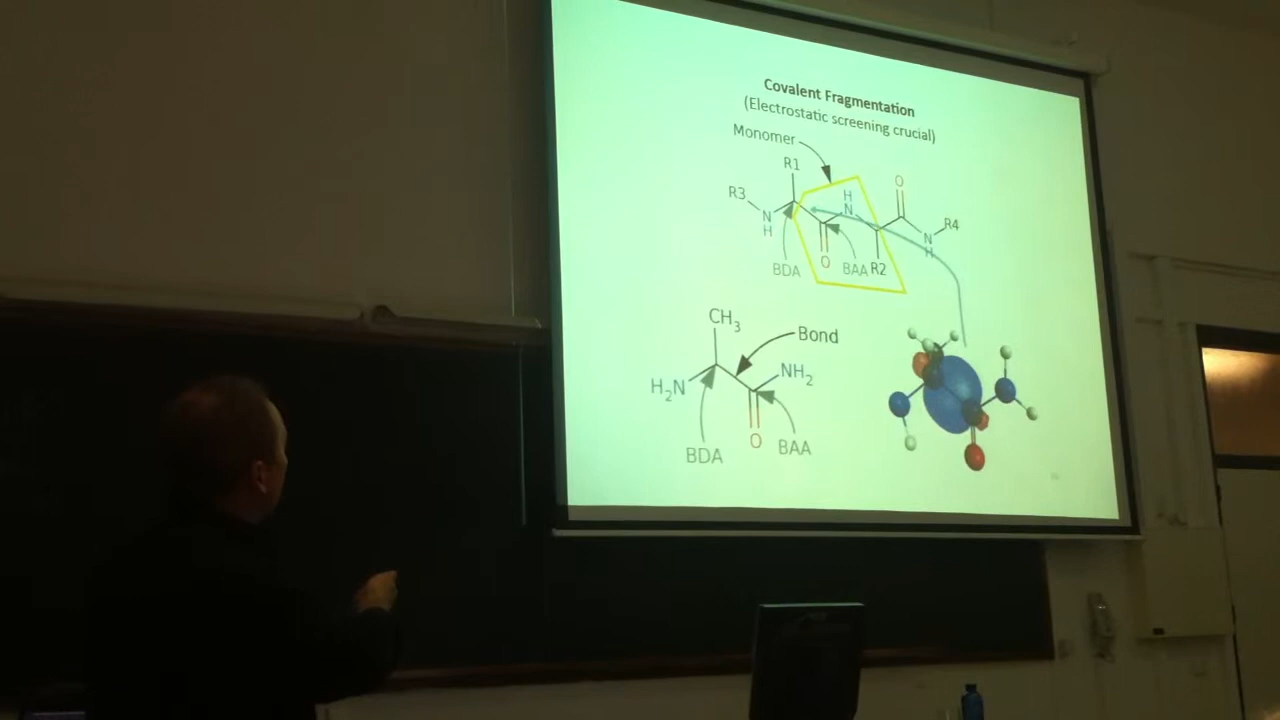 Covalent Fragmentation
(Electrostatic screening crucial)
Monomer
R1
R3
N
H
H
N
O
O
N
H
R4
BDA
BAA
R2
CH3
Bond
H2N
NH2
O
BDA
BAA